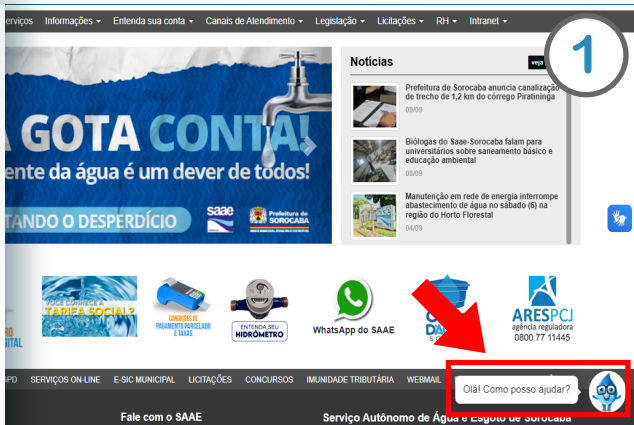 erviços Informações Entenda sua conta Canais de Atendimento Legislação Licitações RH Intranet
1
Notícias
veja
A GOTA CONTA!
ente da água é um dever de todos!
TANDO O DESPERDÍCIO
saae
Prefeitura de
SOROCABA
Prefeitura de Sorocaba anuncia canalização
de trecho de 1,2 km do córrego Piratininga
09/09
Biólogas do Saae-Sorocaba falam para
universitários sobre saneamento básico e
educação ambiental
08/09
Manutenção em rede de energia interrompe
abastecimento de água no sábado (6) na
região do Horto Florestal
04/09
VOCÊ CONHECE A
TARIFA SOCIAL?
CONDIÇÕES DE
PAGAMENTO PARCELADO
E TAXAS
ENTENDA SEU
HIDRÔMETRO
WhatsApp do SAAE
ARESPCJ
agência reguladora
0800 77 11445
GPD SERVIÇOS ON-LINE E-SIC MUNICIPAL LICITAÇÕES CONCURSOS IMUNIDADE TRIBUTÁRIA WEBMAIL
Olá! Como posso ajudar?
Fale com o SAAE
Serviço Autônomo de Água e Esgoto de Sorocaba